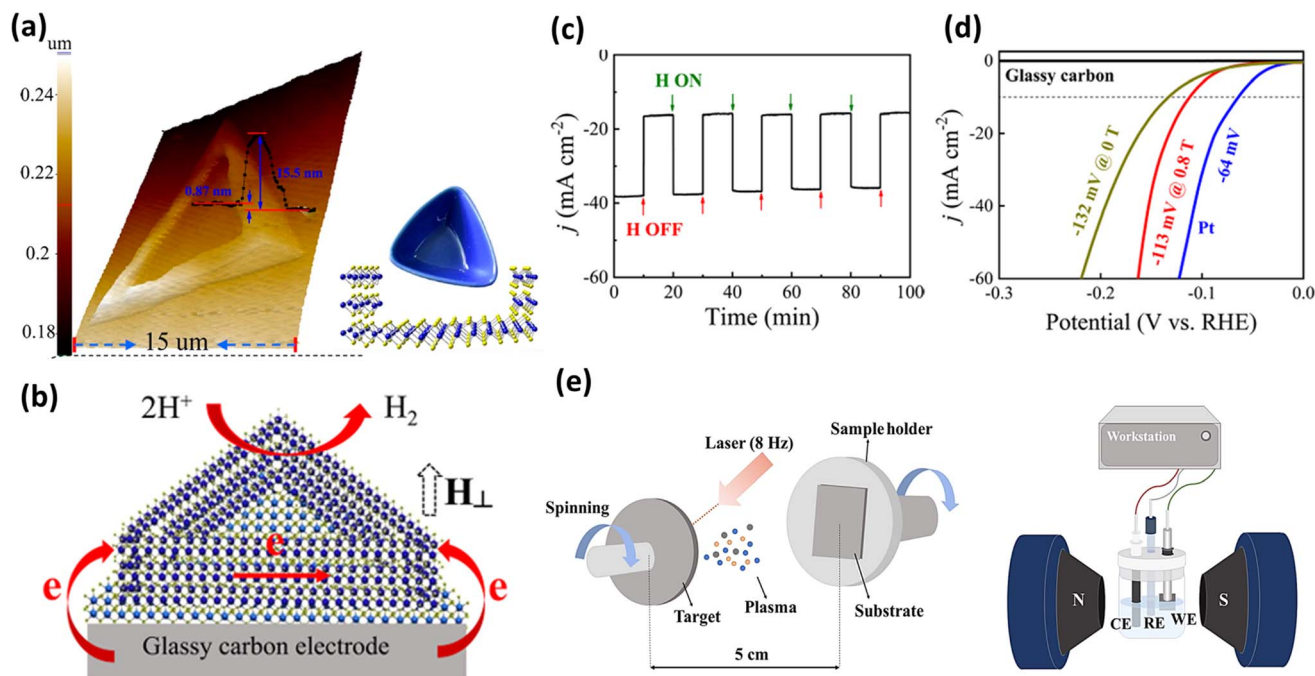 (a)
um
0.24
0.22
0.2
0.18
0.87 nm
15.5 nm
15 um
(b)
2H+
H2
H⊥
e
e
e
Glassy carbon electrode
(c)
j (mA cm-2)
0
-20
-40
-60
H ON
H OFF
0 20 40 60 80 100
Time (min)
(d)
j (mA cm-2)
0
-20
-40
-60
Glassy carbon
-132 mV @ 0 T
-113 mV @ 0.8 T
-64 mV
Pt
-0.3 -0.2 -0.1 0.0
Potential (V vs. RHE)
(e)
Spinning
Laser (8 Hz)
Sample holder
Target
Plasma
Substrate
5 cm
Workstation
N
CE RE WE
S